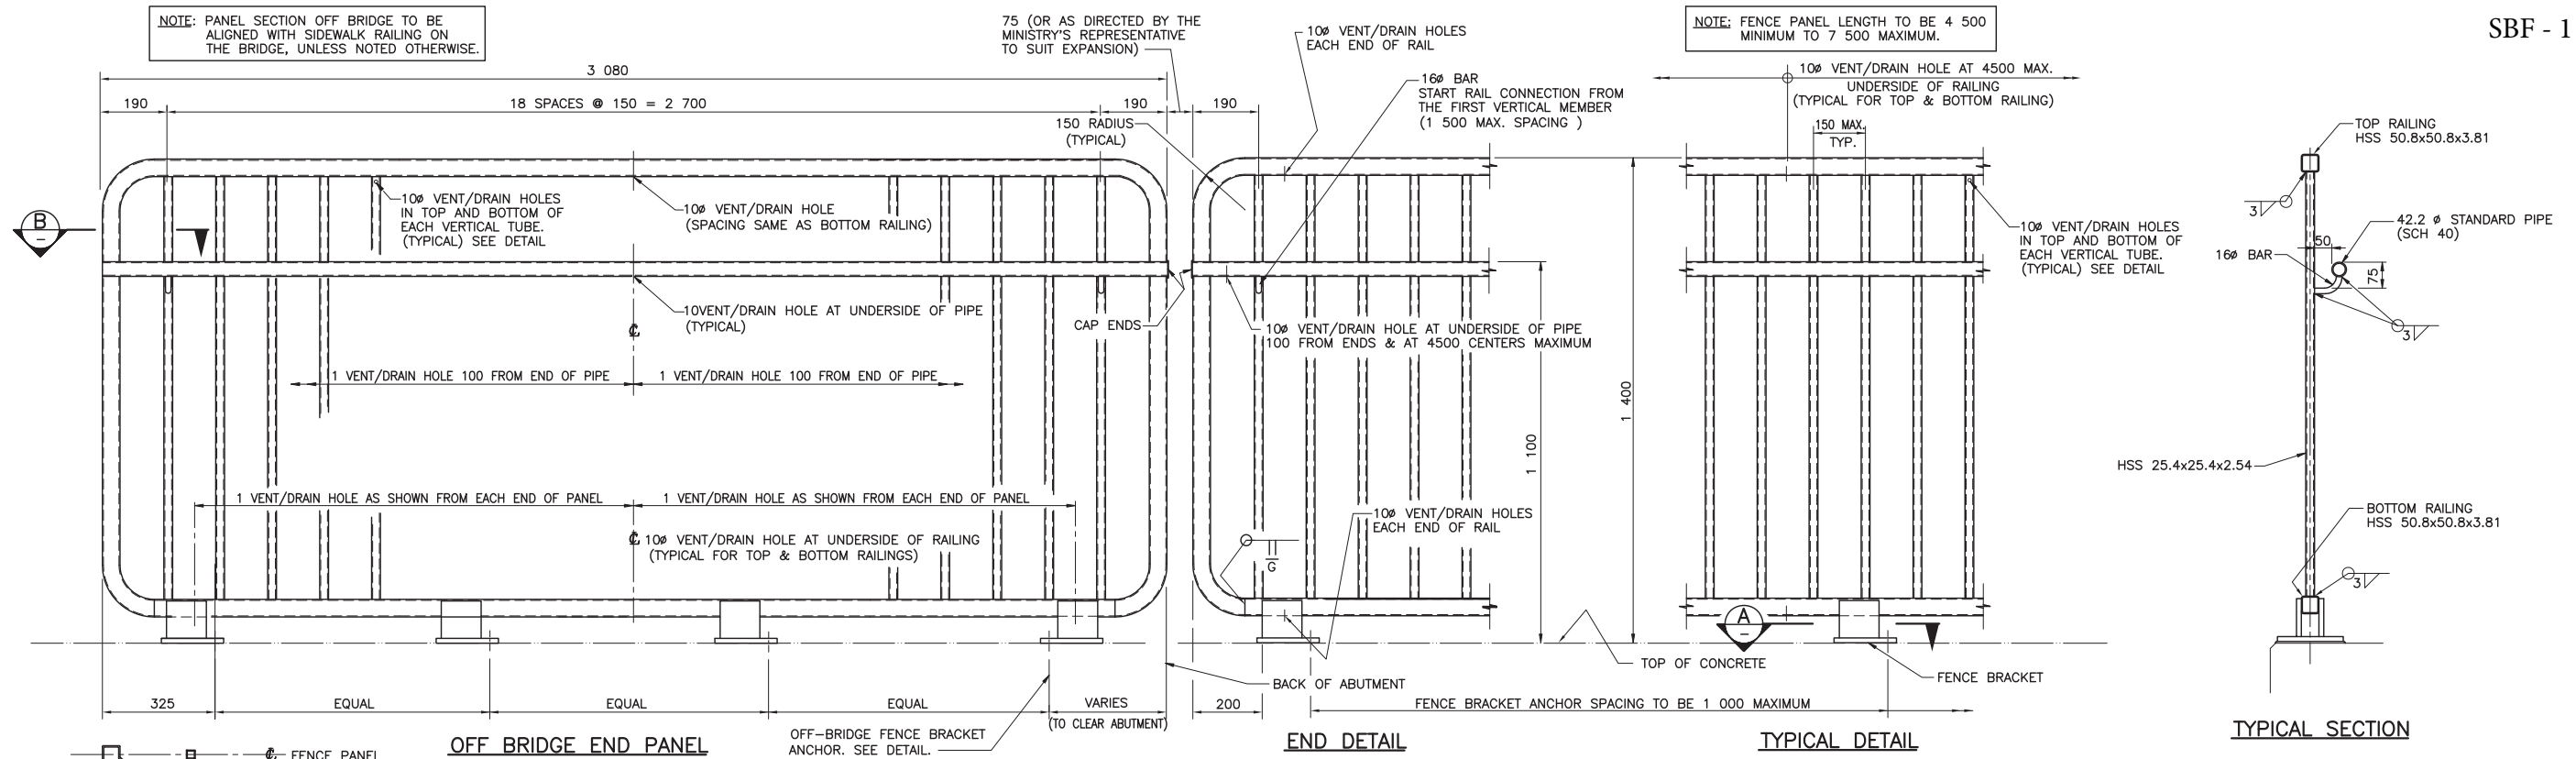 NOTE: PANEL SECTION OFF BRIDGE TO BE
ALIGNED WITH SIDEWALK RAILING ON
THE BRIDGE, UNLESS NOTED OTHERWISE.
75 (OR AS DIRECTED BY THE
MINISTRY'S REPRESENTATIVE
TO SUIT EXPANSION)
10ø VENT/DRAIN HOLES
EACH END OF RAIL
NOTE: FENCE PANEL LENGTH TO BE 4 500
MINIMUM TO 7 500 MAXIMUM.
SBF - 1
3 080
190
18 SPACES @ 150 = 2 700
190
190
16ø BAR
START RAIL CONNECTION FROM
THE FIRST VERTICAL MEMBER
(1 500 MAX. SPACING )
10ø VENT/DRAIN HOLE AT 4500 MAX.
UNDERSIDE OF RAILING
(TYPICAL FOR TOP & BOTTOM RAILING)
150 RADIUS
(TYPICAL)
150 MAX.
TYP.
TOP RAILING
HSS 50.8x50.8x3.81
10ø VENT/DRAIN HOLES
IN TOP AND BOTTOM OF
EACH VERTICAL TUBE.
(TYPICAL) SEE DETAIL
10ø VENT/DRAIN HOLE
(SPACING SAME AS BOTTOM RAILING)
10ø VENT/DRAIN HOLES
IN TOP AND BOTTOM OF
EACH VERTICAL TUBE.
(TYPICAL) SEE DETAIL
3
42.2 ø STANDARD PIPE
(SCH 40)
50
16ø BAR
75
3
B
–
10VENT/DRAIN HOLE AT UNDERSIDE OF PIPE
(TYPICAL)
CAP ENDS
10ø VENT/DRAIN HOLE AT UNDERSIDE OF PIPE
100 FROM ENDS & AT 4500 CENTERS MAXIMUM
℄
1 VENT/DRAIN HOLE 100 FROM END OF PIPE
1 VENT/DRAIN HOLE 100 FROM END OF PIPE
1 100
1 400
HSS 25.4x25.4x2.54
1 VENT/DRAIN HOLE AS SHOWN FROM EACH END OF PANEL
1 VENT/DRAIN HOLE AS SHOWN FROM EACH END OF PANEL
10ø VENT/DRAIN HOLES
EACH END OF RAIL
BOTTOM RAILING
HSS 50.8x50.8x3.81
℄ 10ø VENT/DRAIN HOLE AT UNDERSIDE OF RAILING
(TYPICAL FOR TOP & BOTTOM RAILINGS)
G
3
A
–
TOP OF CONCRETE
BACK OF ABUTMENT
FENCE BRACKET
325
EQUAL
EQUAL
EQUAL
VARIES
(TO CLEAR ABUTMENT)
200
FENCE BRACKET ANCHOR SPACING TO BE 1 000 MAXIMUM
OFF-BRIDGE FENCE BRACKET
ANCHOR. SEE DETAIL.
OFF BRIDGE END PANEL
END DETAIL
TYPICAL DETAIL
TYPICAL SECTION
℄ FENCE PANEL